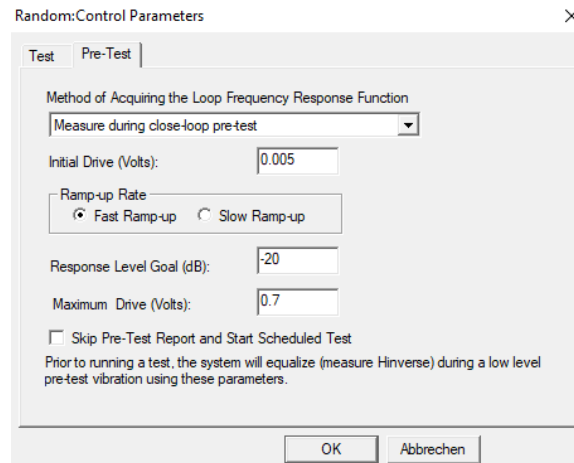 Random:Control Parameters
Test
Pre-Test
Method of Acquiring the Loop Frequency Response Function
Measure during close-loop pre-test
Initial Drive (Volts): 0.005
Ramp-up Rate
Fast Ramp-up Slow Ramp-up
Response Level Goal (dB): -20
Maximum Drive (Volts): 0.7
Skip Pre-Test Report and Start Scheduled Test
Prior to running a test, the system will equalize (measure Hinverse) during a low level
pre-test vibration using these parameters.
OK Abbrechen